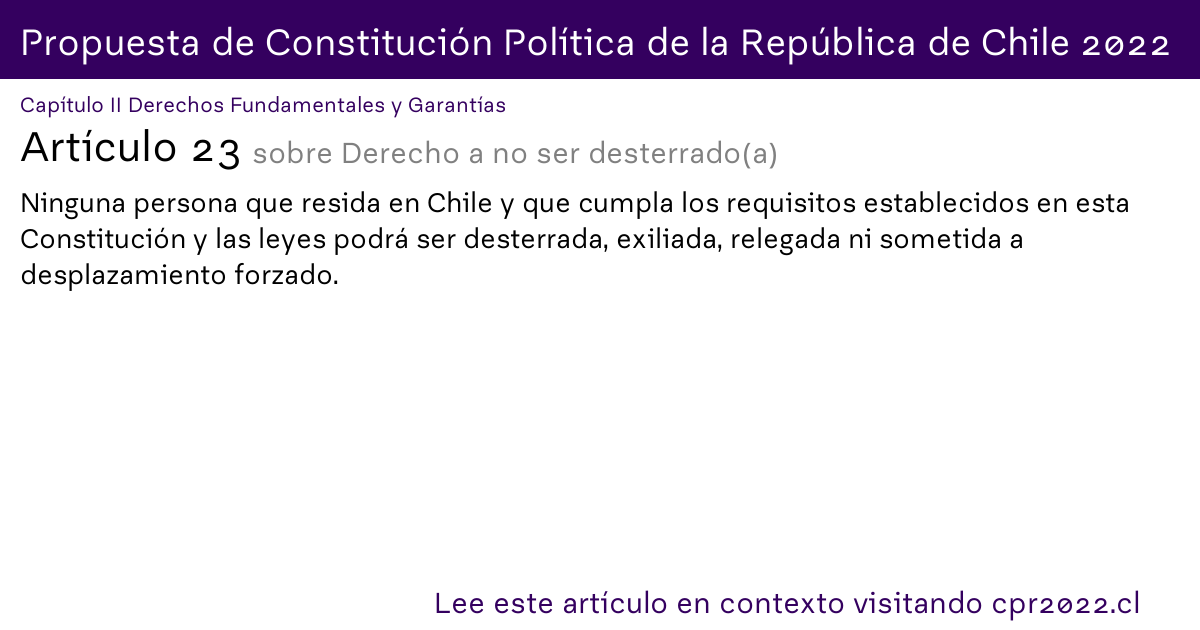 Propuesta de Constitución Política de la República de Chile 2022
Capítulo II Derechos Fundamentales y Garantías
Artículo 23 sobre Derecho a no ser desterrado(a)
Ninguna persona que resida en Chile y que cumpla los requisitos establecidos en esta
Constitución y las leyes podrá ser desterrada, exiliada, relegada ni sometida a
desplazamiento forzado.
Lee este artículo en contexto visitando cpr2022.cl